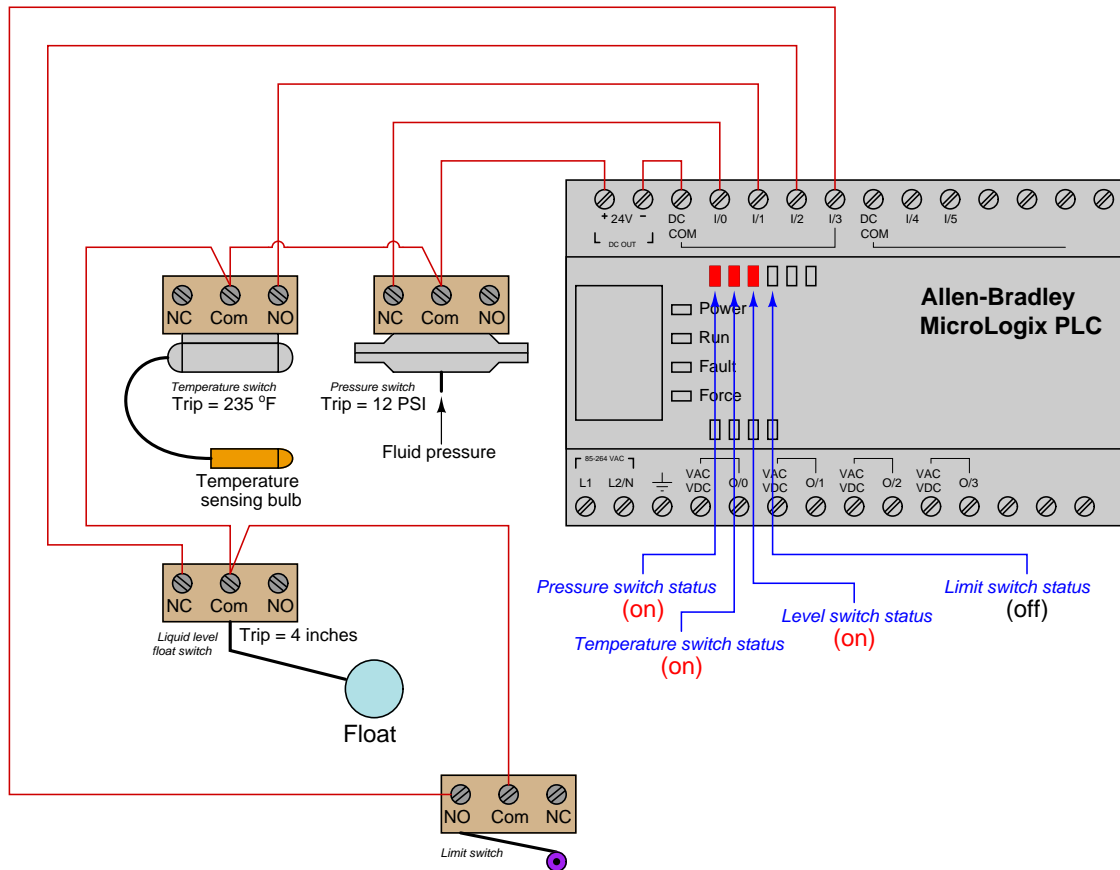 + 24V −
DC COM
I/0
I/1
I/2
I/3
DC COM
I/4
I/5
DC OUT
Allen-Bradley
MicroLogix PLC
Power
Run
Fault
Force
NC Com NO
Temperature switch
Trip = 235 °F
NC Com NO
Pressure switch
Trip = 12 PSI
Fluid pressure
Temperature
sensing bulb
85-264 VAC
L1
L2/N
VAC VDC
O/0
VAC VDC
O/1
VAC VDC
O/2
VAC VDC
O/3
NC Com NO
Liquid level
float switch
Trip = 4 inches
Float
Pressure switch status
(on)
Temperature switch status
(on)
Level switch status
(on)
Limit switch status
(off)
NO Com NC
Limit switch